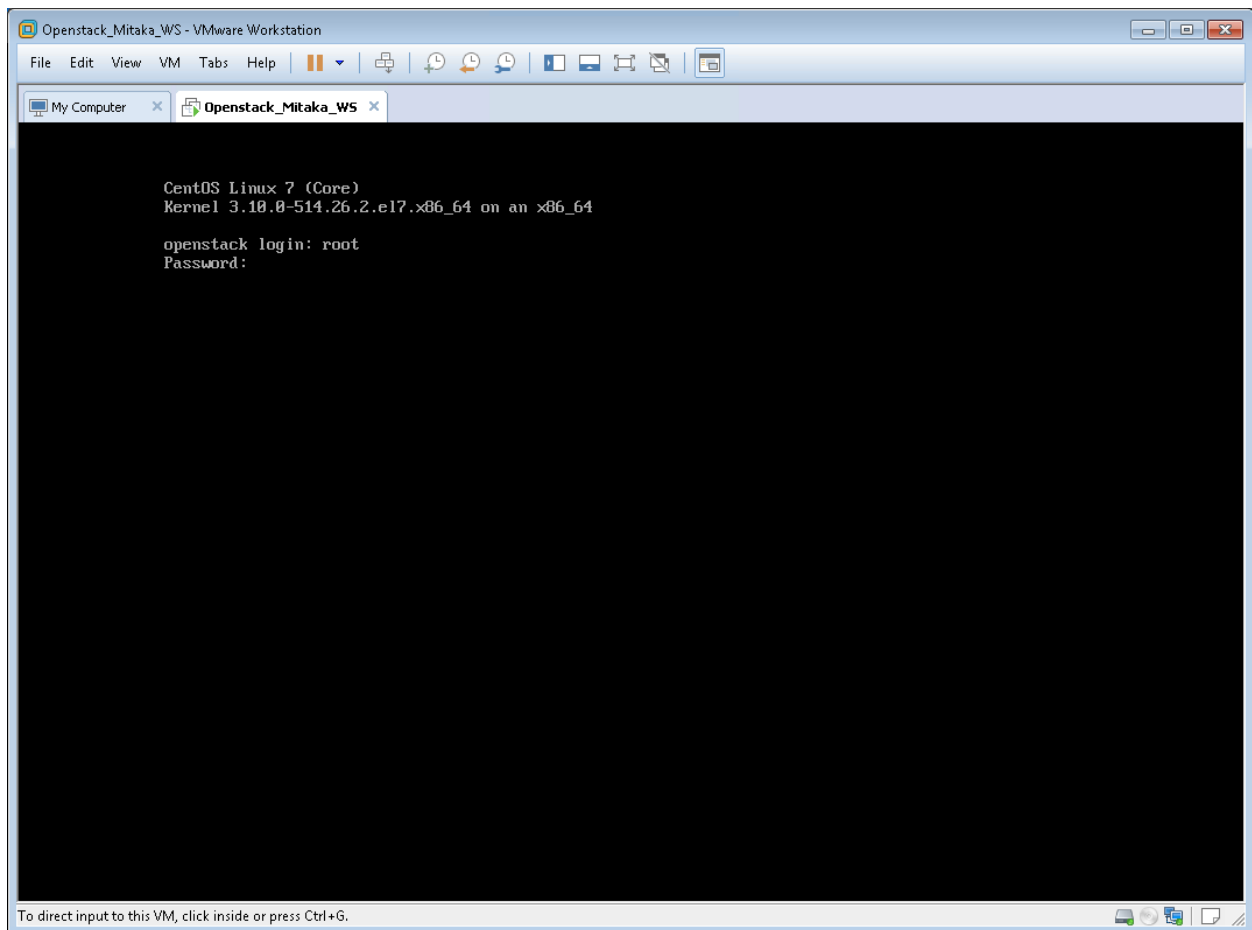 Openstack_Mitaka_WS - VMware Workstation
File Edit View VM Tabs Help
My Computer Openstack_Mitaka_WS
CentOS Linux 7 (Core)
Kernel 3.10.0-514.26.2.el7.x86_64 on an x86_64
openstack login: root
Password:
To direct input to this VM, click inside or press Ctrl+G.